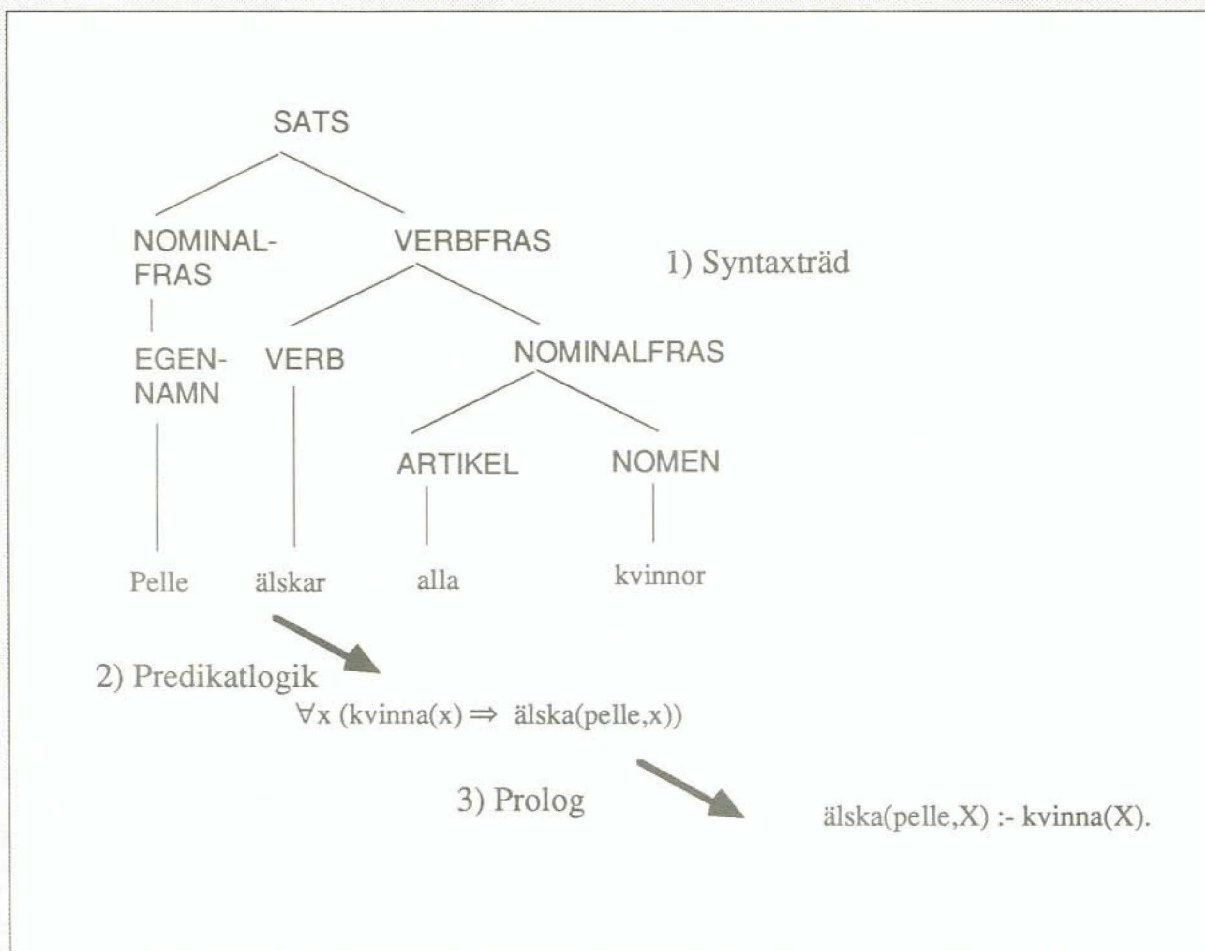 SATS
NOMINAL-
FRAS
VERBFRAS
1) Syntaxträd
EGEN-
NAMN
VERB
NOMINALFRAS
ARTIKEL
NOMEN
Pelle älskar alla kvinnor
2) Predikatlogik
∀x (kvinna(x) ⇒ älska(pelle,x))
3) Prolog
älska(pelle,X) :- kvinna(X).